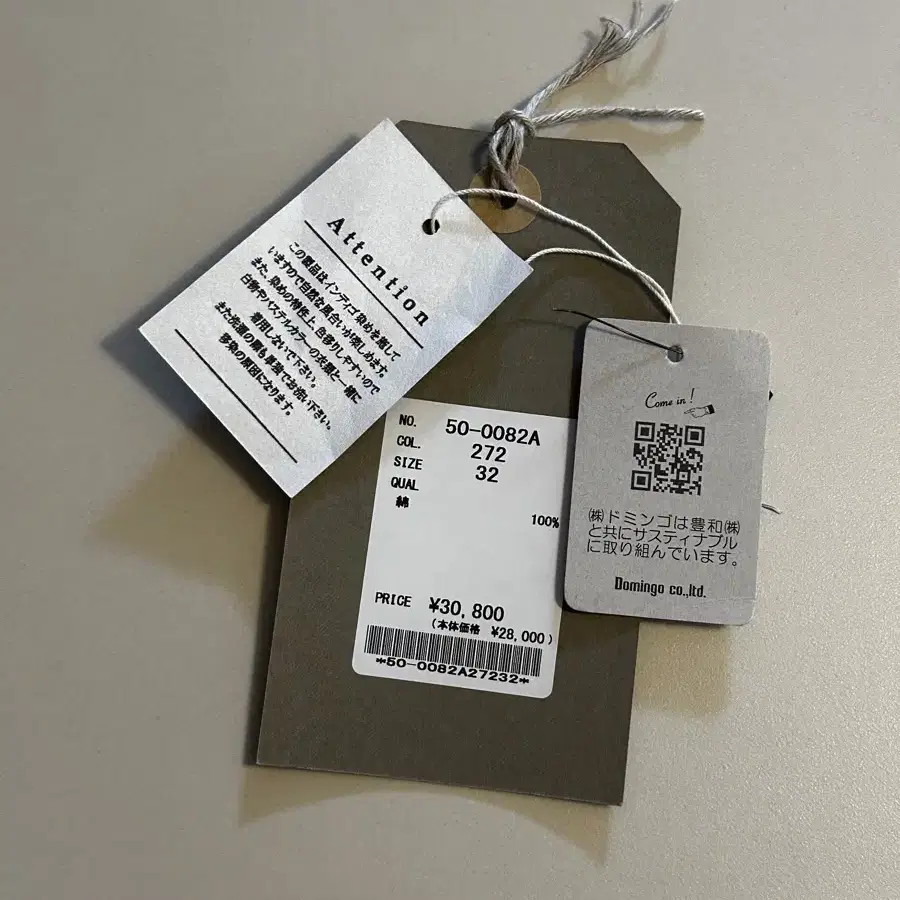 Attention
この製品はインディゴ染めを施して
いますので自然な風合いが楽しめます。
また、染めの特性上、色移りしやすいので
白物やパステルカラーの衣類と一緒に
着用しないで下さい。
また洗濯の際も単独でお洗い下さい。
移染の原因になります。
NO. 50-0082A
COL. 272
SIZE 32
QUAL
綿
100%
PRICE ¥30,800
(本体価格 ¥28,000)
*50-0082A27232*
Come in!
㈱ドミンゴは豊和㈱
と共にサスティナブル
に取り組んでいます。
Domingo co.,ltd.